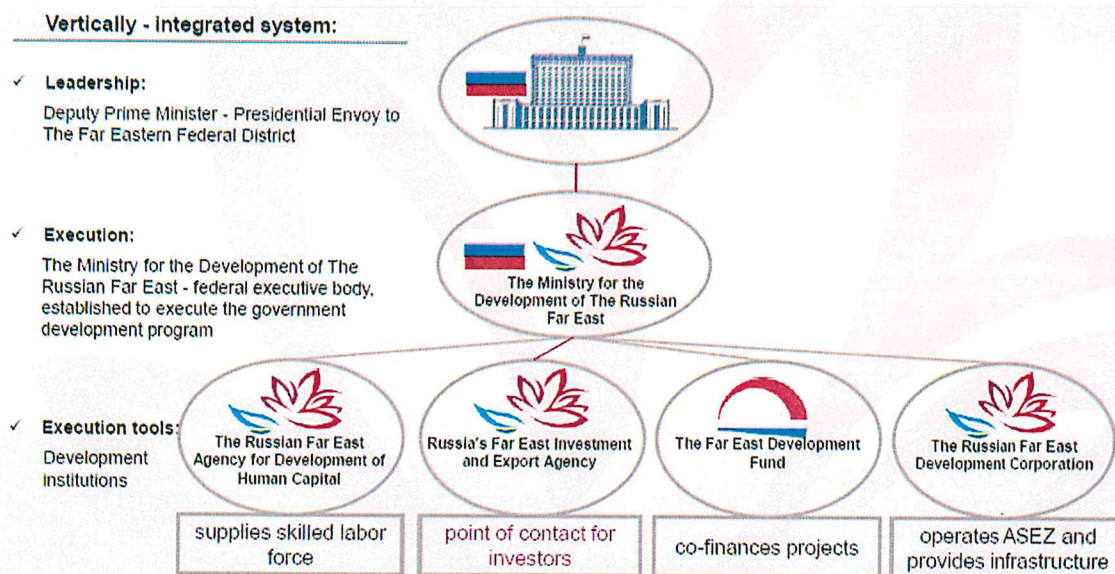 Vertically - integrated system:
✓ Leadership:
Deputy Prime Minister - Presidential Envoy to
The Far Eastern Federal District
✓ Execution:
The Ministry for the Development of The
Russian Far East - federal executive body,
established to execute the government
development program
The Ministry for the
Development of The Russian
Far East
✓ Execution tools:
Development
institutions
The Russian Far East
Agency for Development of
Human Capital
Russia's Far East Investment
and Export Agency
The Far East Development
Fund
The Russian Far East
Development Corporation
supplies skilled labor
force
point of contact for
investors
co-finances projects
operates ASEZ and
provides infrastructure